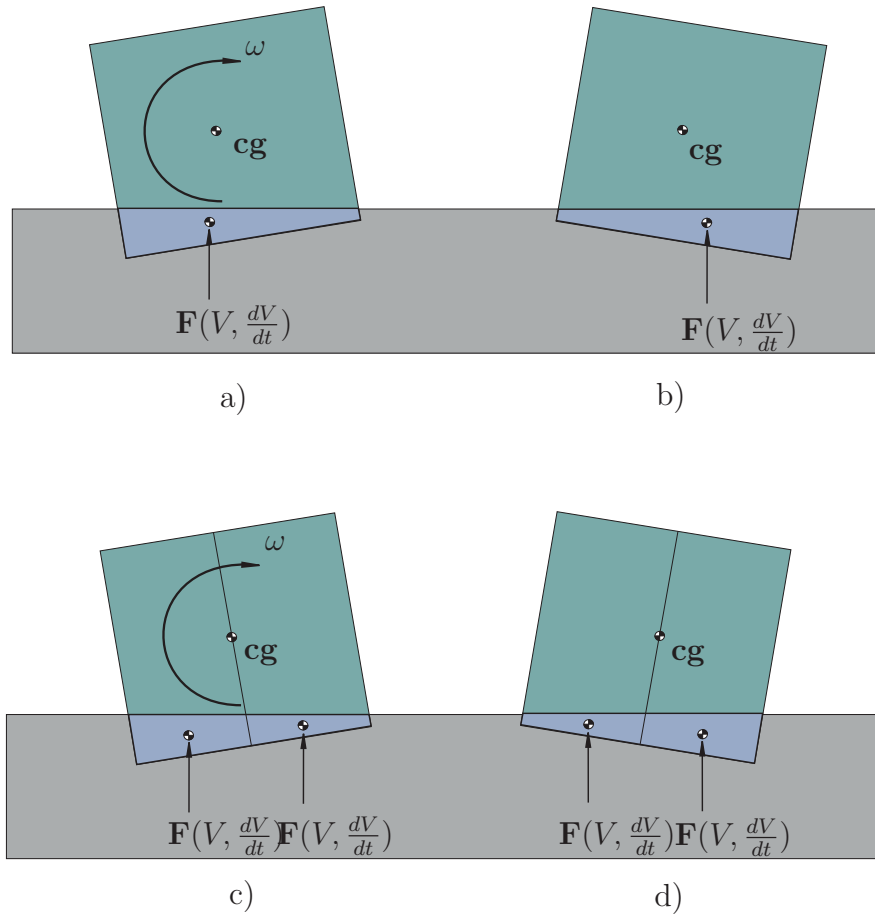 ω
cg
cg
F(V, dV/dt)
F(V, dV/dt)
a)
b)
ω
cg
cg
F(V, dV/dt)F(V, dV/dt)
F(V, dV/dt)F(V, dV/dt)
c)
d)